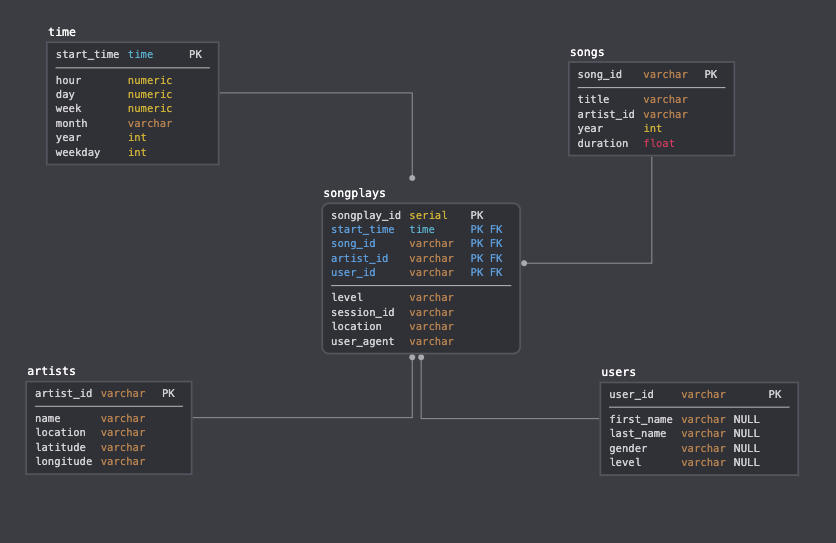 time
start_time time PK
hour numeric
day numeric
week numeric
month varchar
year int
weekday int
songs
song_id varchar PK
title varchar
artist_id varchar
year int
duration float
songplays
songplay_id serial PK
start_time time PK FK
song_id varchar PK FK
artist_id varchar PK FK
user_id varchar PK FK
level varchar
session_id varchar
location varchar
user_agent varchar
artists
artist_id varchar PK
name varchar
location varchar
latitude varchar
longitude varchar
users
user_id varchar PK
first_name varchar NULL
last_name varchar NULL
gender varchar NULL
level varchar NULL